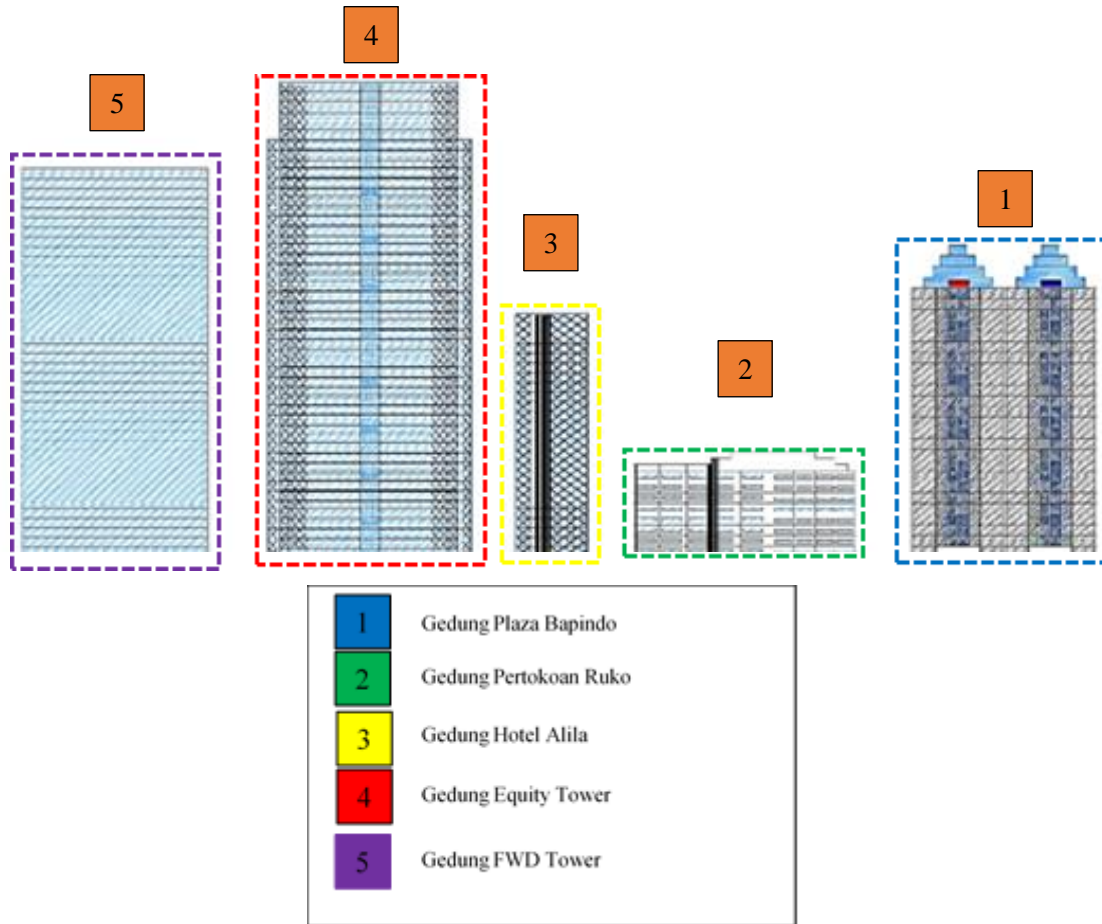 4
5
3
1
2
1 Gedung Plaza Bapindo
2 Gedung Pertokoan Ruko
3 Gedung Hotel Alila
4 Gedung Equity Tower
5 Gedung FWD Tower